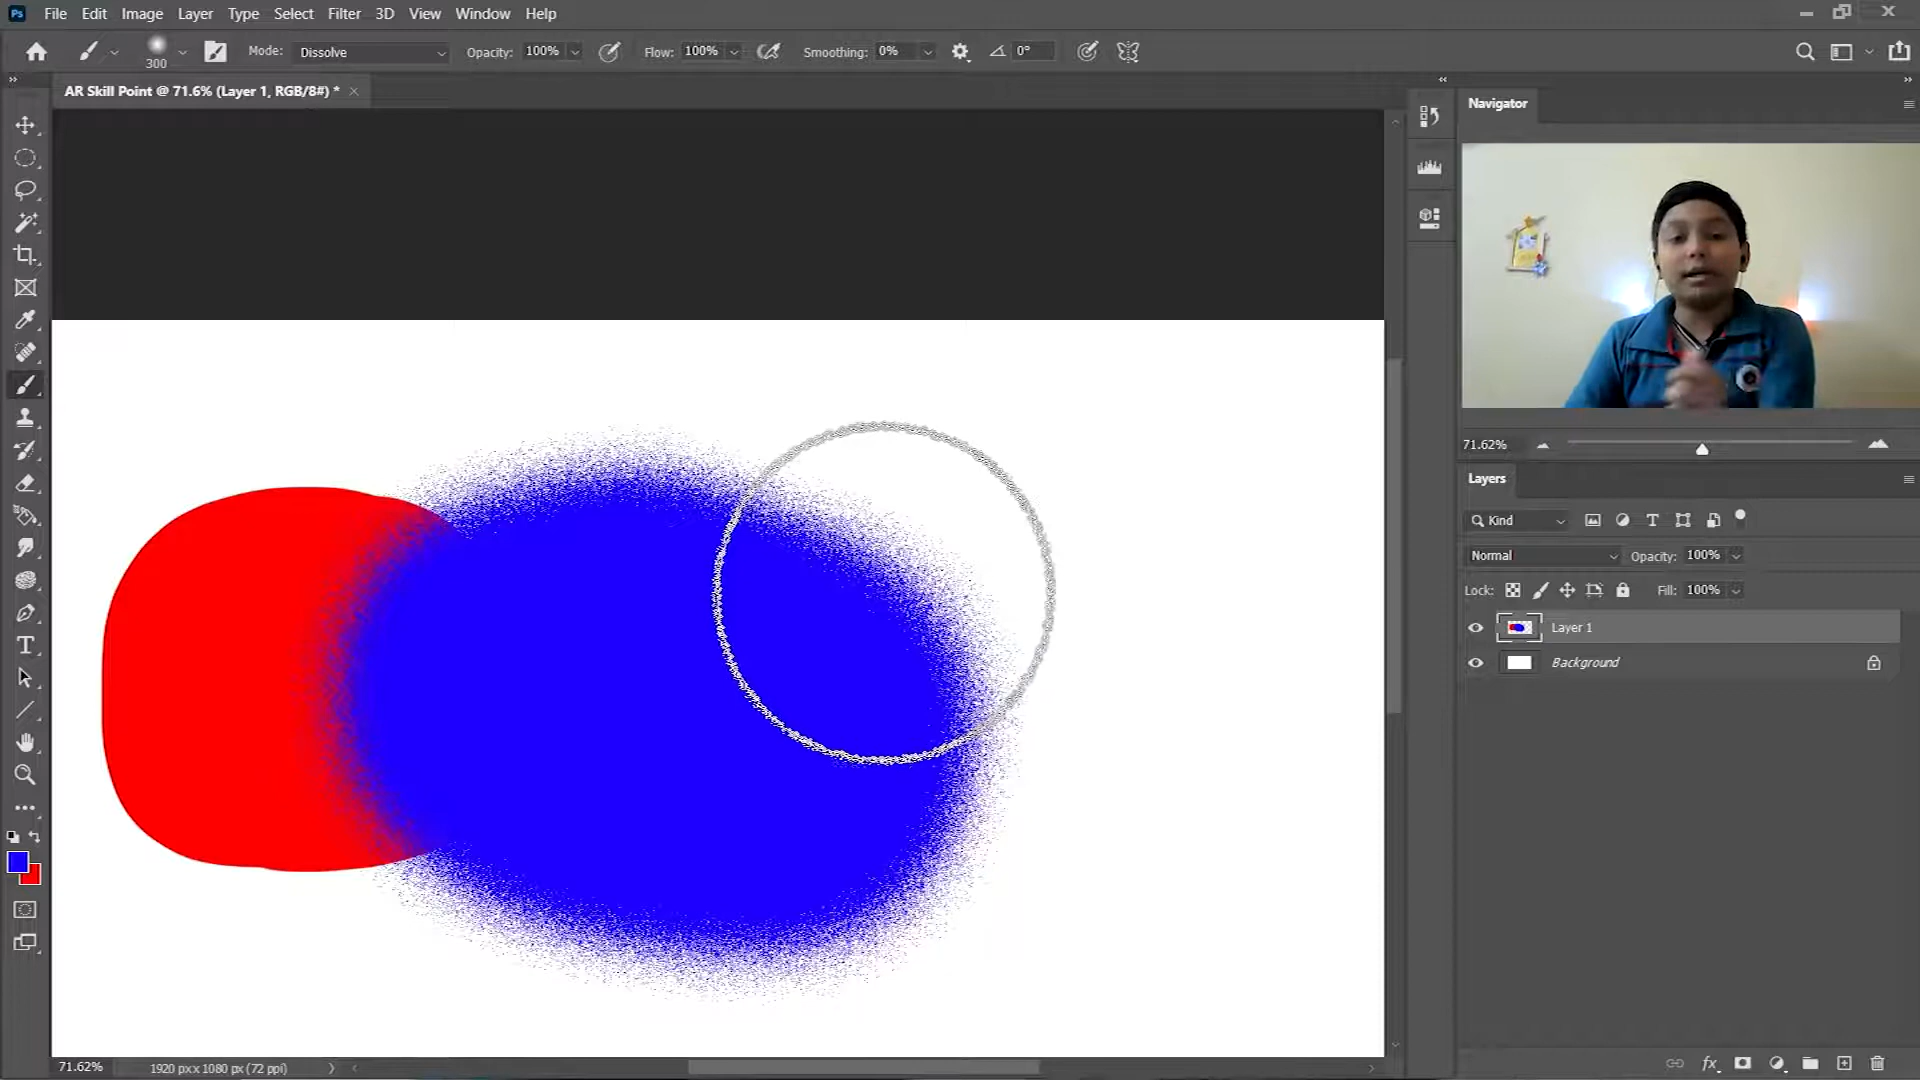 Ps File Edit Image Layer Type Select Filter 3D View Window Help
300 Mode: Dissolve Opacity: 100% Flow: 100% Smoothing: 0% 0°
AR Skill Point @ 71.6% (Layer 1, RGB/8#) *
Navigator
71.62%
Layers
Kind
Normal Opacity: 100%
Lock: Fill: 100%
Layer 1
Background
71.62% 1920 px x 1080 px (72 ppi)
fx